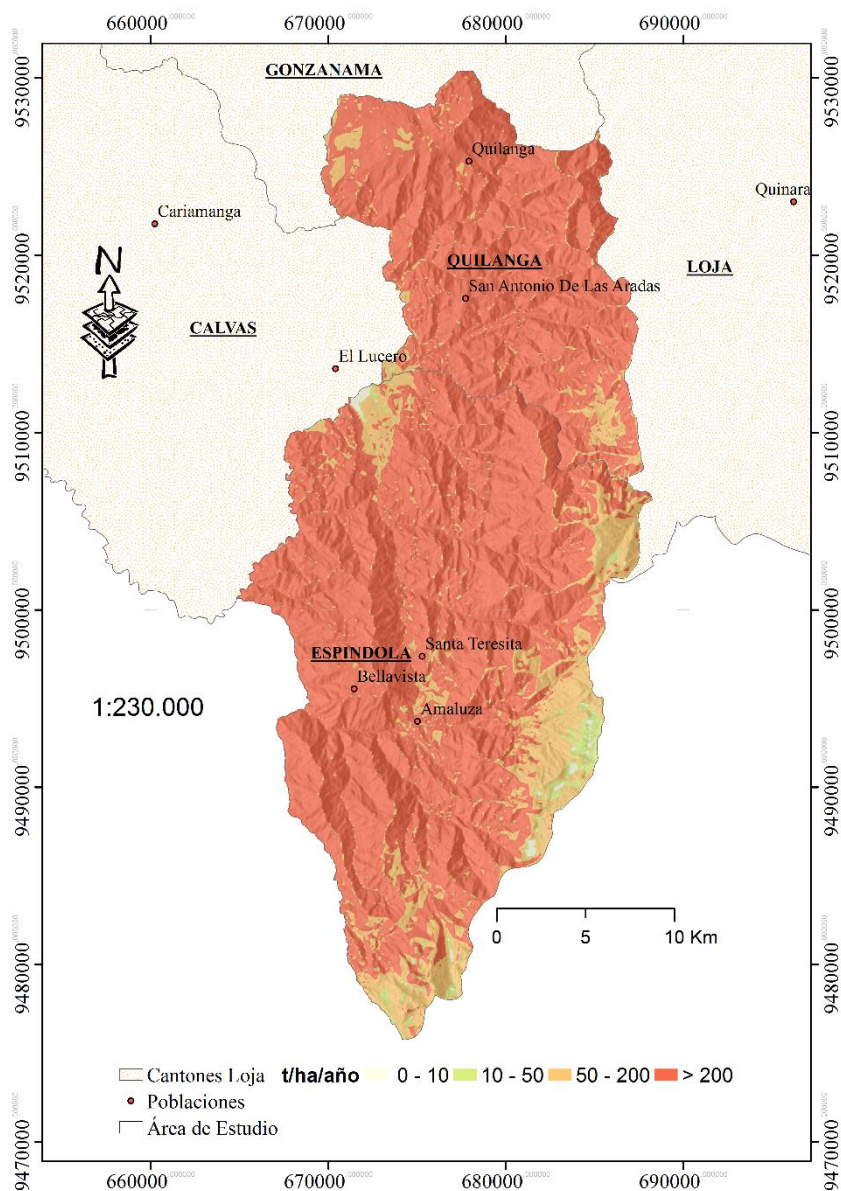 660000 670000 680000 690000
9530000 9530000
GONZANAMA
Quilanga
Quinara
Cariamanga
N
9520000 9520000
QUILANGA
LOJA
San Antonio De Las Aradas
CALVAS
El Lucero
9510000 9510000
9500000 9500000
Santa Teresita
ESPINDOLA
Bellavista
1:230.000
Amaluza
9490000 9490000
0 5 10 Km
9480000 9480000
Cantones Loja t/ha/año 0 - 10 10 - 50 50 - 200 > 200
Poblaciones
Área de Estudio
9470000 9470000
660000 670000 680000 690000